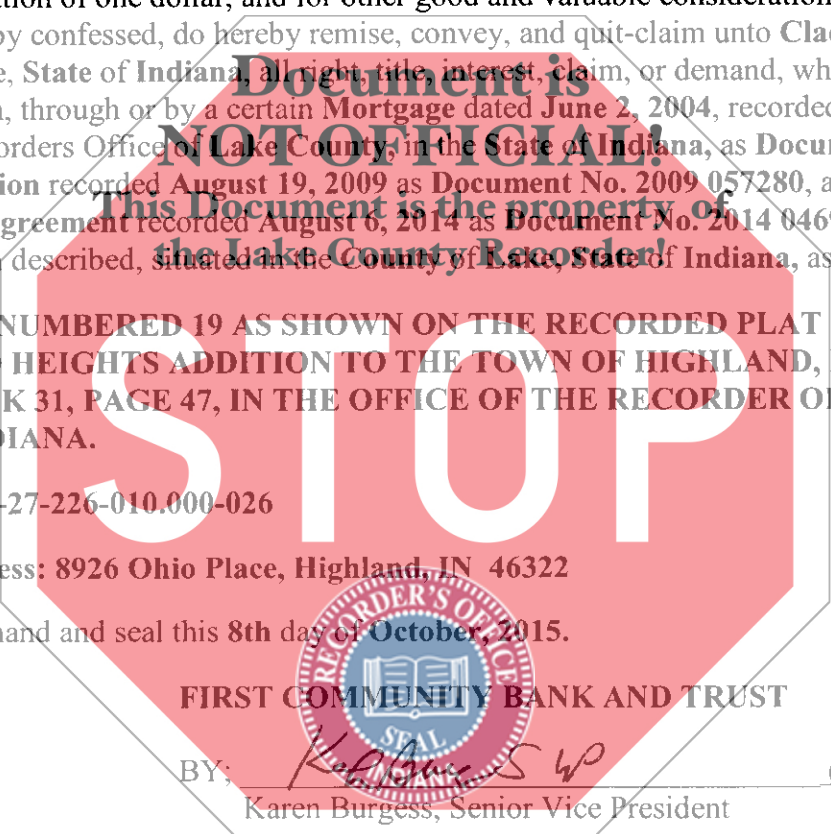 ation of one dollar, and for other good and valuable consideration
by confessed, do hereby remise, convey, and quit-claim unto
e, State of Indiana, all right, title, interest, claim, or demand,
, through or by a certain Mortgage dated June 2, 2004, recorded
orders Office of Lake County, in the State of Indiana, as
ion recorded August 19, 2009 as Document No. 2009 057280,
greement recorded August 6, 2014 as Document No. 2014 046
described, situated in the County of Lake, State of Indiana, as
Document is
NOT OFFICIAL!
This Document is the property of
the Lake County Recorder!
NUMBERED 19 AS SHOWN ON THE RECORDED PLAT
HEIGHTS ADDITION TO THE TOWN OF HIGHLAND,
K 31, PAGE 47, IN THE OFFICE OF THE RECORDER OF
DIANA.
STOP
-27-226-010.000-026
ess: 8926 Ohio Place, Highland, IN 46322
hand and seal this 8th day of October, 2015.
RECORDER'S OFFICE
SEAL
INDIANA
FIRST COMMUNITY BANK AND TRUST
BY;
Karen Burgess, Senior Vice President